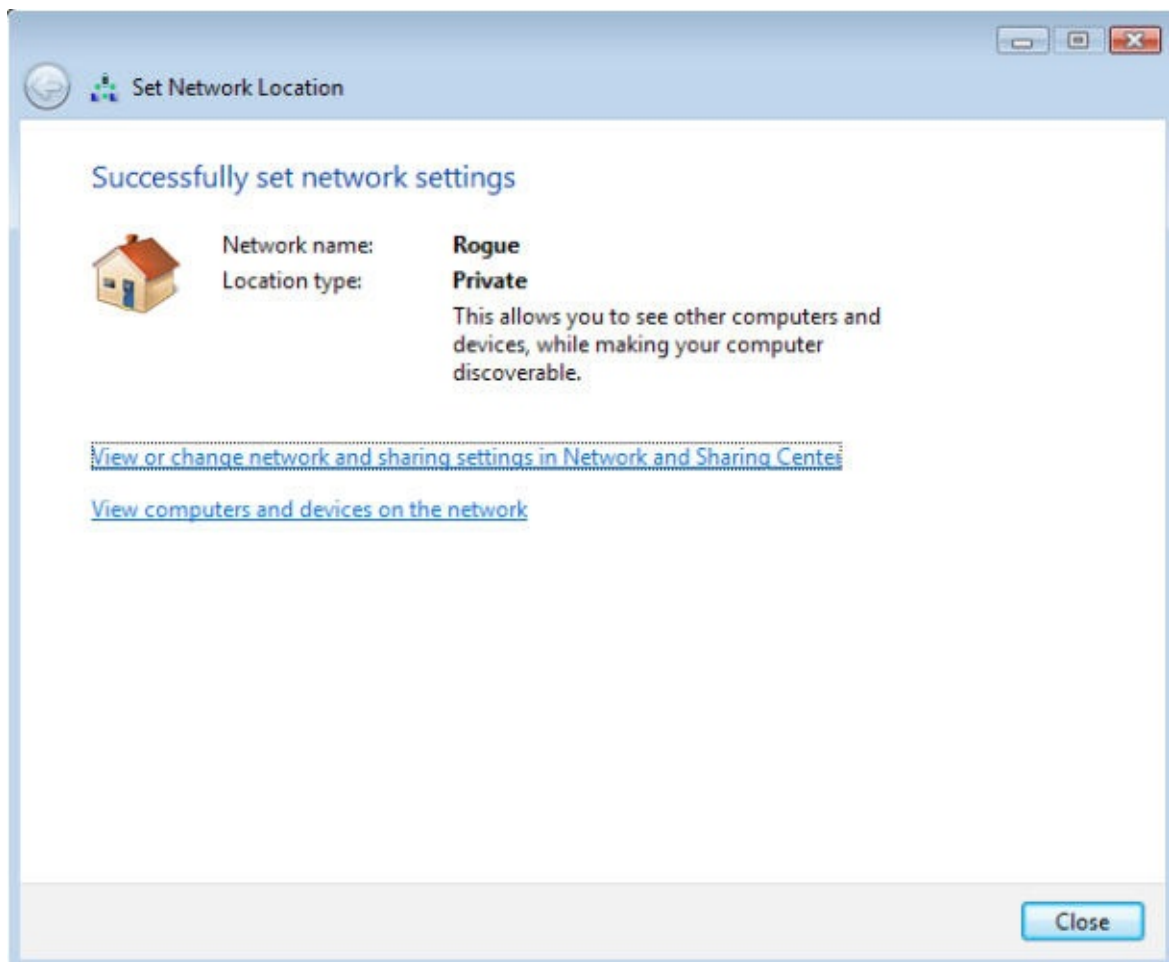 Set Network Location
Successfully set network settings
Network name: Rogue
Location type: Private
This allows you to see other computers and
devices, while making your computer
discoverable.
View or change network and sharing settings in Network and Sharing Center
View computers and devices on the network
Close